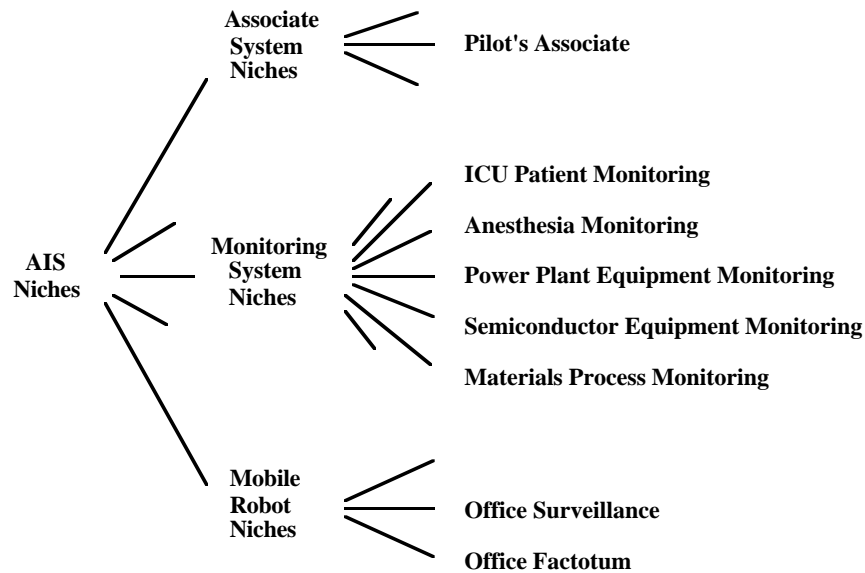 Associate
System
Niches
Pilot's Associate
ICU Patient Monitoring
Anesthesia Monitoring
AIS
Niches
Monitoring
System
Niches
Power Plant Equipment Monitoring
Semiconductor Equipment Monitoring
Materials Process Monitoring
Mobile
Robot
Niches
Office Surveillance
Office Factotum